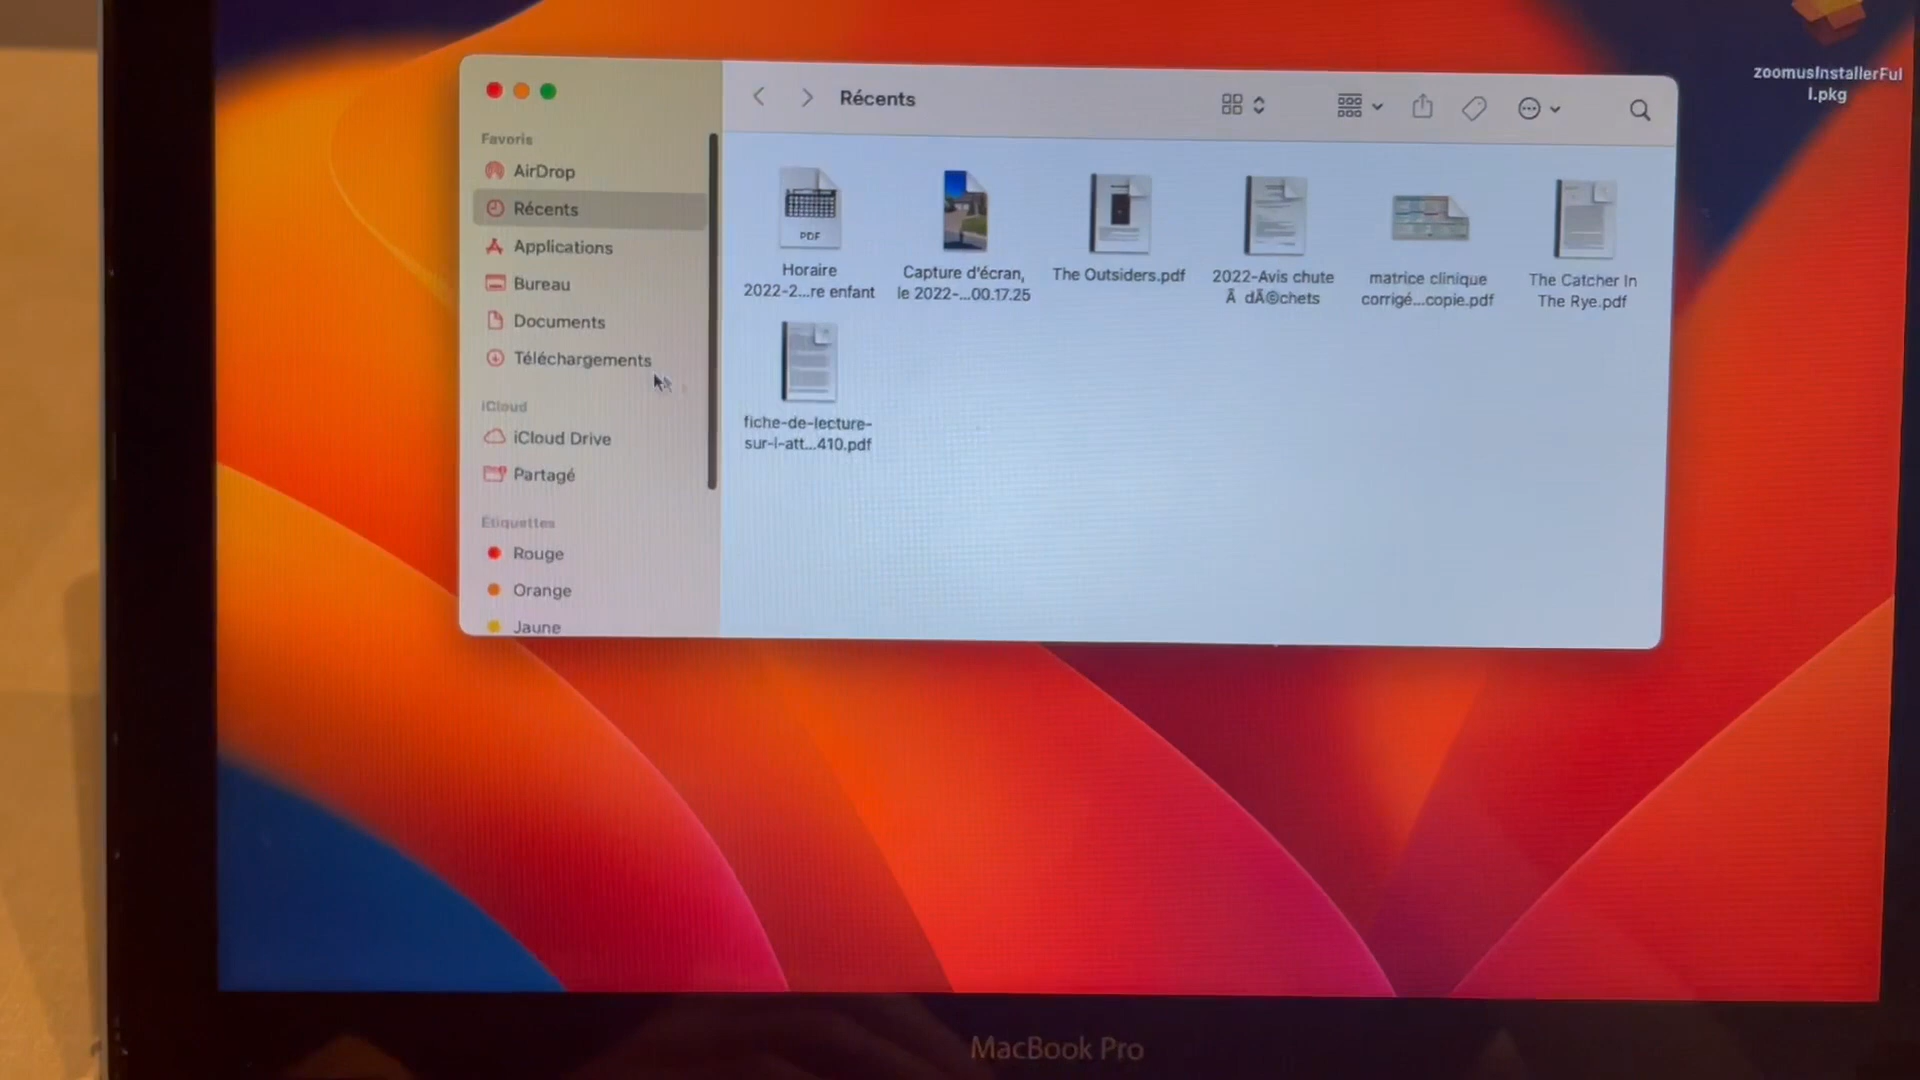 zoomusInstallerFul
l.pkg
Récents
Favoris
AirDrop
Récents
Applications
Bureau
Documents
Téléchargements
iCloud
iCloud Drive
Partagé
Étiquettes
Rouge
Orange
Jaune
PDF
Horaire
2022-2...re enfant
Capture d'écran,
le 2022-...00.17.25
The Outsiders.pdf
2022-Avis chute
Ã  dÃ©chets
matrice clinique
corrigé...copie.pdf
The Catcher In
The Rye.pdf
fiche-de-lecture-
sur-l-att...410.pdf
MacBook Pro